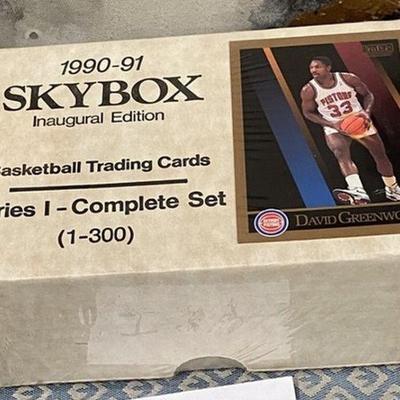 1990-91
SKYBOX
Inaugural Edition
Basketball Trading Cards
ries I - Complete Set
(1-300)
PISTONS
33
DAVID GREENWO